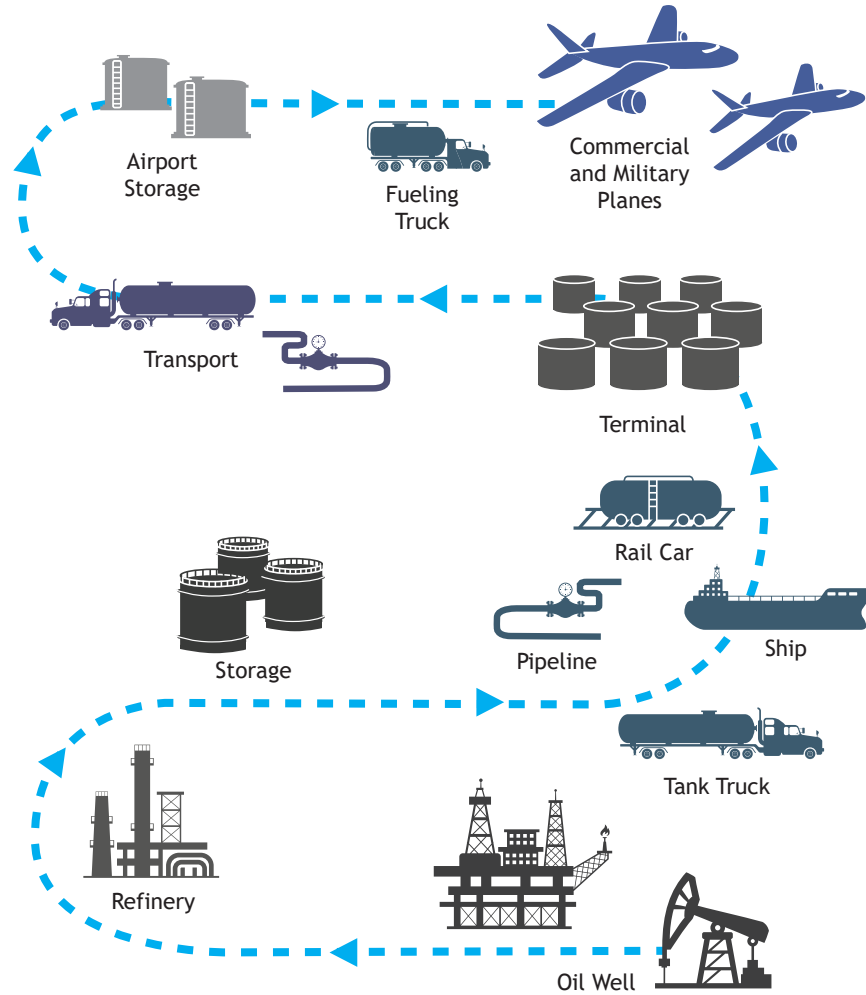 Airport
Storage
Fueling
Truck
Commercial
and Military
Planes
Transport
Terminal
Rail Car
Storage
Pipeline
Ship
Tank Truck
Refinery
Oil Well